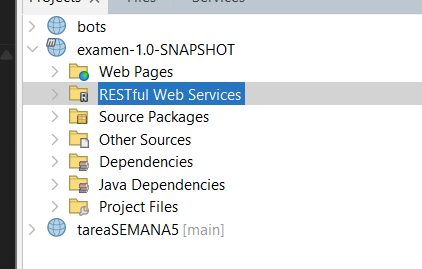 Projects
Files
Services
bots
examen-1.0-SNAPSHOT
Web Pages
RESTful Web Services
Source Packages
Other Sources
Dependencies
Java Dependencies
Project Files
tareaSEMANA5 [main]